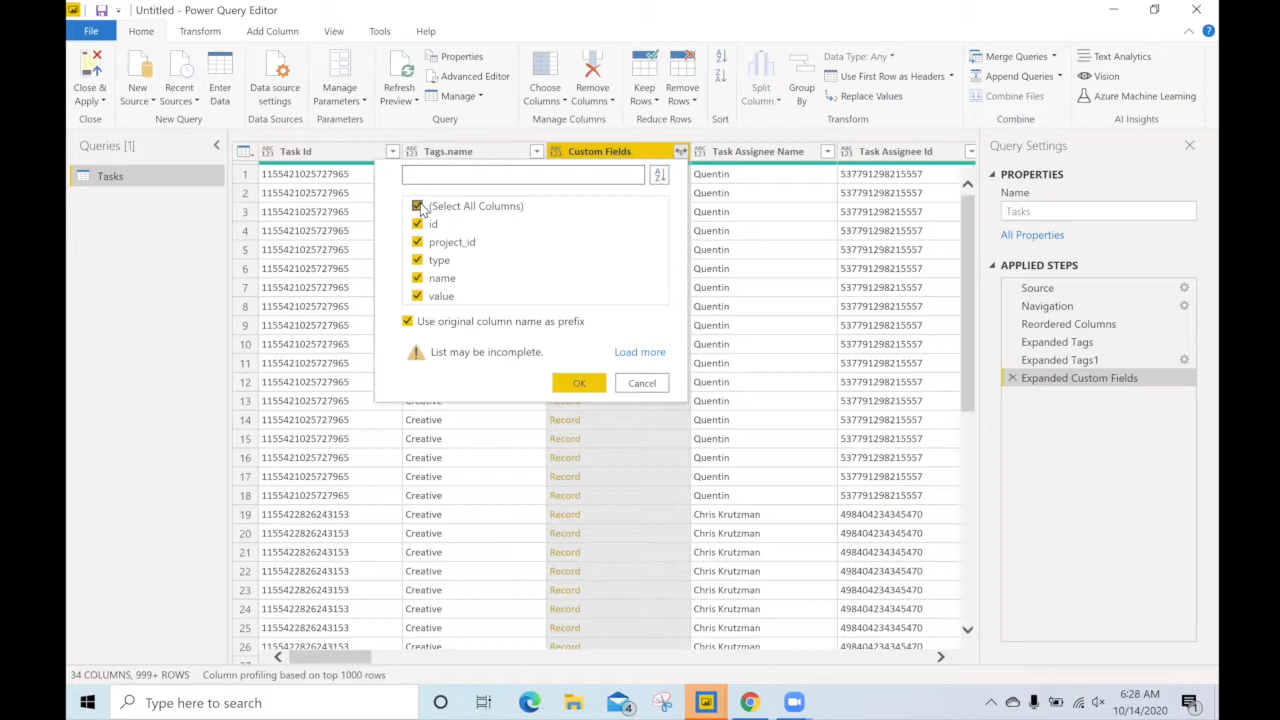 Untitled - Power Query Editor
File Home Transform Add Column View Tools Help
Close & Apply
New Source
Recent Sources
Enter Data
Data source settings
Manage Parameters
Refresh Preview
Properties
Advanced Editor
Manage
Choose Columns
Remove Columns
Keep Rows
Remove Rows
Split Column
Group By
Data Type: Any
Use First Row as Headers
Replace Values
Merge Queries
Append Queries
Combine Files
Text Analytics
Vision
Azure Machine Learning
Close New Query Data Sources Parameters Query Manage Columns Reduce Rows Sort Transform Combine AI Insights
Queries [1]
Tasks
ABC 123 Task Id ABC 123 Tags.name ABC 123 Custom Fields ABC 123 Task Assignee Name ABC 123 Task Assignee Id
1 1155421025727965 Quentin 537791298215557
2 1155421025727965 Quentin 537791298215557
3 1155421025727965 Quentin 537791298215557
4 1155421025727965 Quentin 537791298215557
5 1155421025727965 Quentin 537791298215557
6 1155421025727965 Quentin 537791298215557
7 1155421025727965 Quentin 537791298215557
8 1155421025727965 Quentin 537791298215557
9 1155421025727965 Quentin 537791298215557
10 1155421025727965 Quentin 537791298215557
11 1155421025727965 Quentin 537791298215557
12 1155421025727965 Quentin 537791298215557
13 1155421025727965 Creative Quentin 537791298215557
14 1155421025727965 Creative Record Quentin 537791298215557
15 1155421025727965 Creative Record Quentin 537791298215557
16 1155421025727965 Creative Record Quentin 537791298215557
17 1155421025727965 Creative Record Quentin 537791298215557
18 1155421025727965 Creative Record Quentin 537791298215557
19 1155422826243153 Creative Record Chris Krutzman 498404234345470
20 1155422826243153 Creative Record Chris Krutzman 498404234345470
21 1155422826243153 Creative Record Chris Krutzman 498404234345470
22 1155422826243153 Creative Record Chris Krutzman 498404234345470
23 1155422826243153 Creative Record Chris Krutzman 498404234345470
24 1155422826243153 Creative Record Chris Krutzman 498404234345470
25 1155422826243153 Creative Record Chris Krutzman 498404234345470
26 1155422826243153 Creative Record Chris Krutzman 498404234345470
(Select All Columns)
id
project_id
type
name
value
Use original column name as prefix
List may be incomplete. Load more
OK Cancel
Query Settings
PROPERTIES
Name
Tasks
All Properties
APPLIED STEPS
Source
Navigation
Reordered Columns
Expanded Tags
Expanded Tags1
Expanded Custom Fields
34 COLUMNS, 999+ ROWS Column profiling based on top 1000 rows
Type here to search
4
6:28 AM
10/14/2020
1